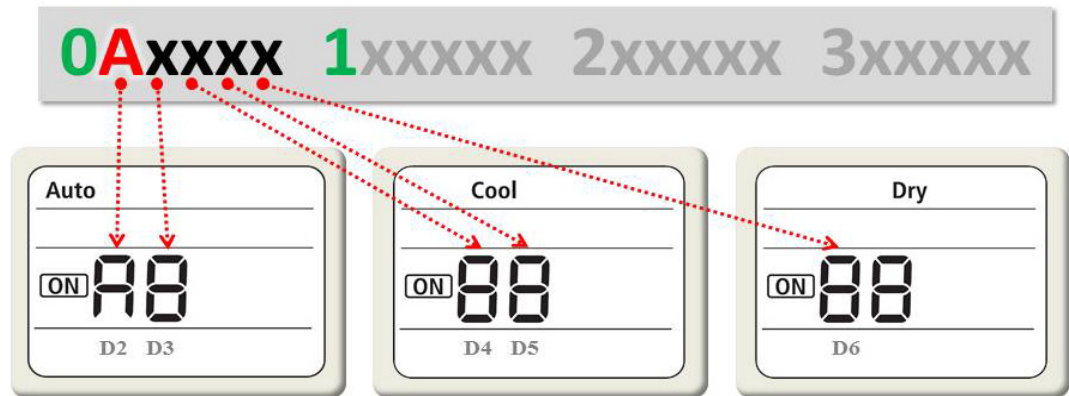 0Axxxx 1xxxxx 2xxxxx 3xxxxx
Auto
ON A8
D2 D3
Cool
ON 88
D4 D5
Dry
ON 88
D6